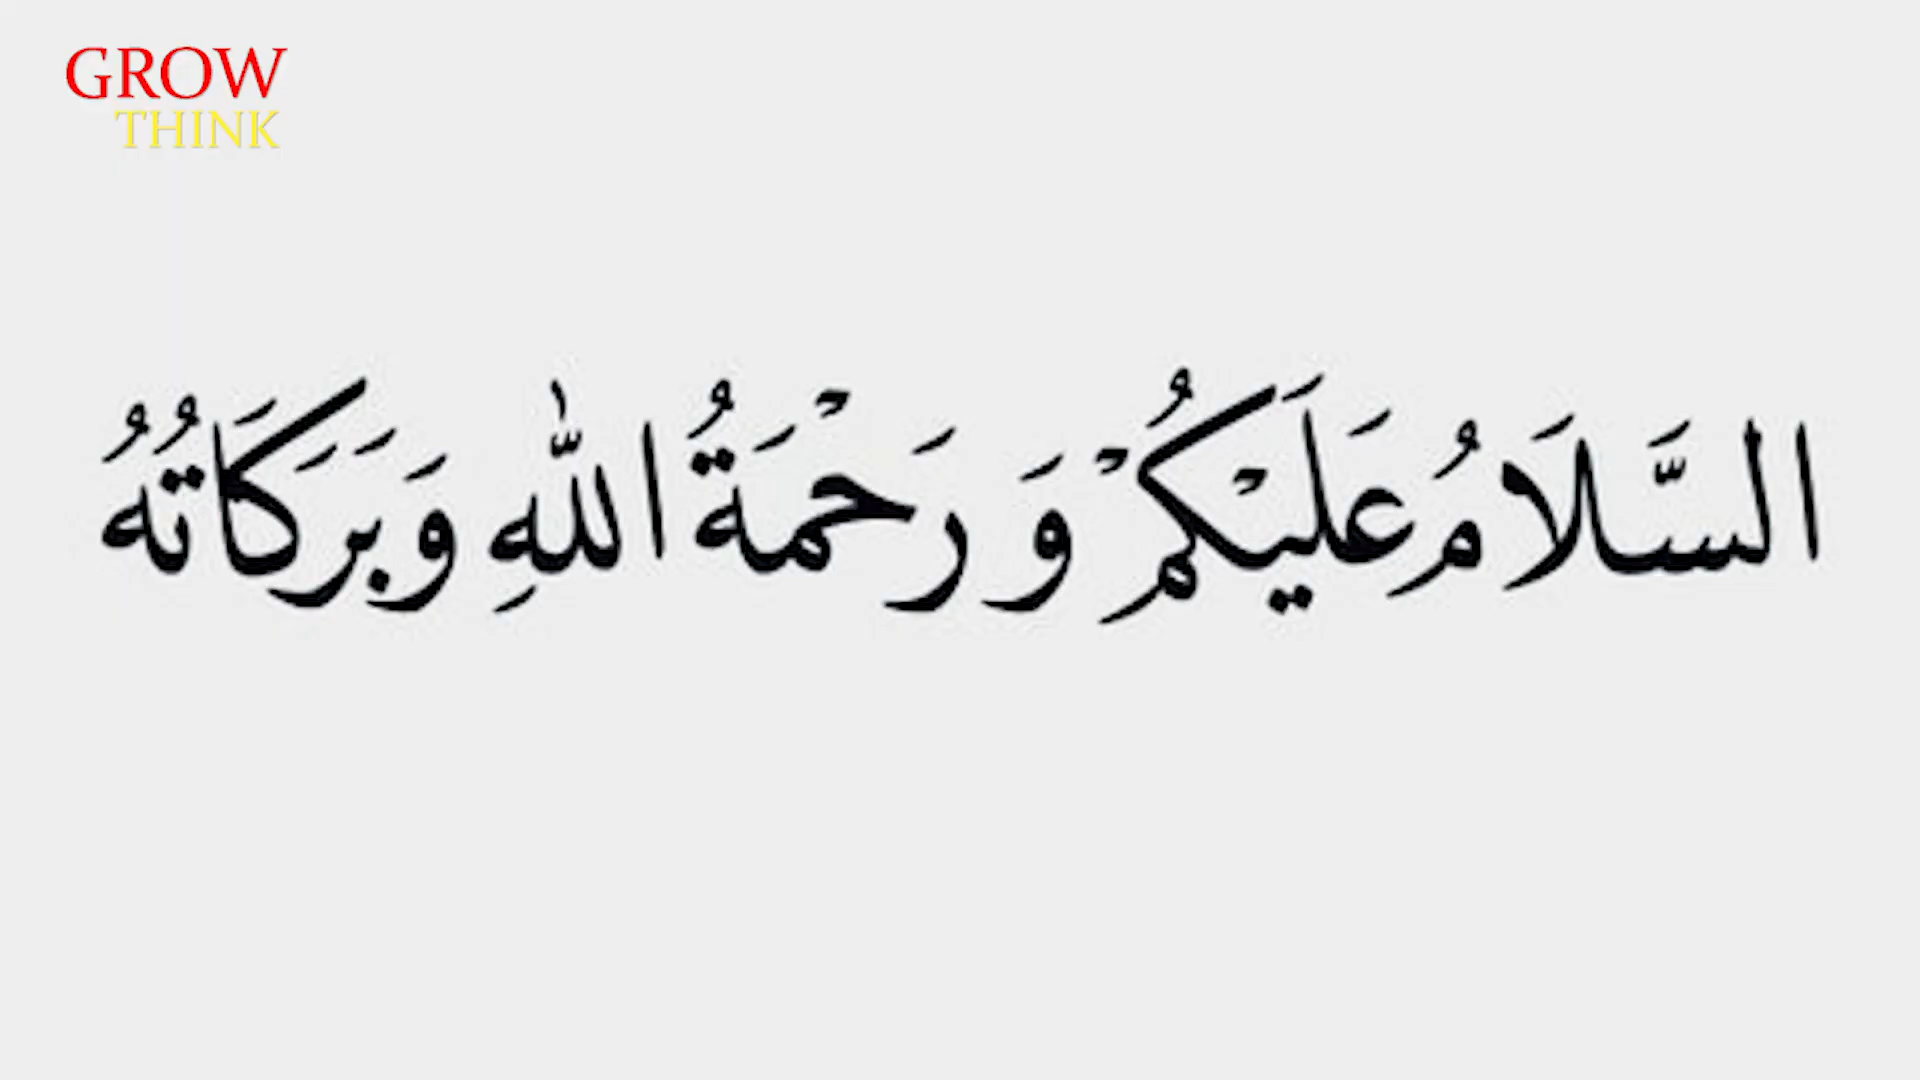 GROW
THINK
السَّلَامُ عَلَيْكُمْ وَ رَحْمَةُ اللّٰهِ وَبَرَكَاتُهُ